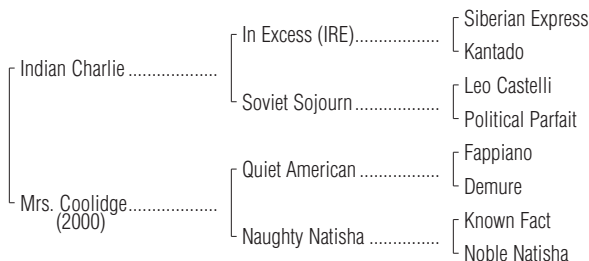 Siberian Express
In Excess (IRE)..................
Kantado
Indian Charlie ...................
Leo Castelli
Soviet Sojourn ...................
Political Parfait
Fappiano
Quiet American .................
Demure
Mrs. Coolidge...................
(2000)
Known Fact
Naughty Natisha ...............
Noble Natisha